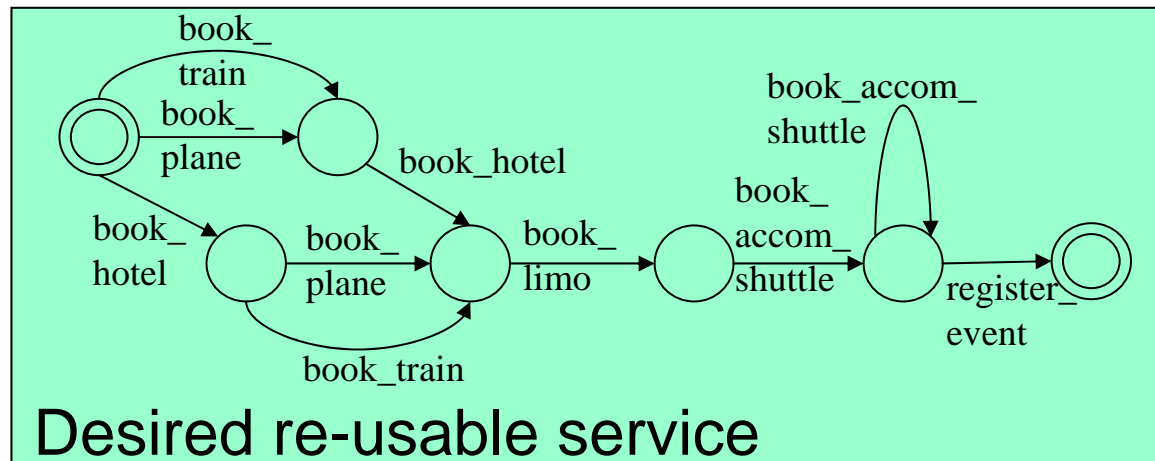 book_
train
book_
plane
book_hotel
book_
hotel
book_
plane
book_train
book_
limo
book_
accom_
shuttle
book_accom_
shuttle
register_
event
Desired re-usable service